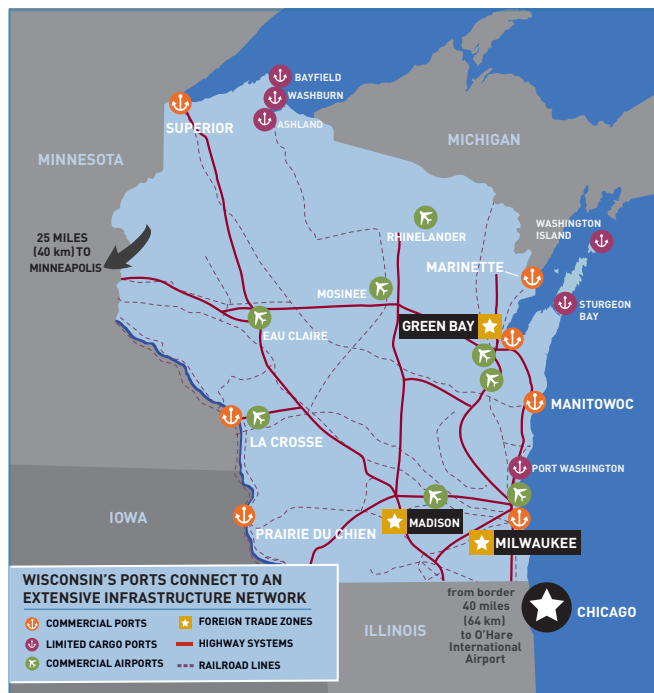 BAYFIELD
WASHBURN
ASHLAND
SUPERIOR
MINNESOTA
MICHIGAN
WASHINGTON
ISLAND
25 MILES
(40 km) TO
MINNEAPOLIS
RHINELANDER
MARINETTE
MOSINEE
STURGEON
BAY
GREEN BAY
EAU CLAIRE
MANITOWOC
LA CROSSE
PORT WASHINGTON
IOWA
PRAIRIE DU CHIEN
MADISON
MILWAUKEE
WISCONSIN'S PORTS CONNECT TO AN
EXTENSIVE INFRASTRUCTURE NETWORK
COMMERCIAL PORTS
LIMITED CARGO PORTS
COMMERCIAL AIRPORTS
FOREIGN TRADE ZONES
HIGHWAY SYSTEMS
RAILROAD LINES
ILLINOIS
from border
40 miles
(64 km)
to O'Hare
International
Airport
CHICAGO